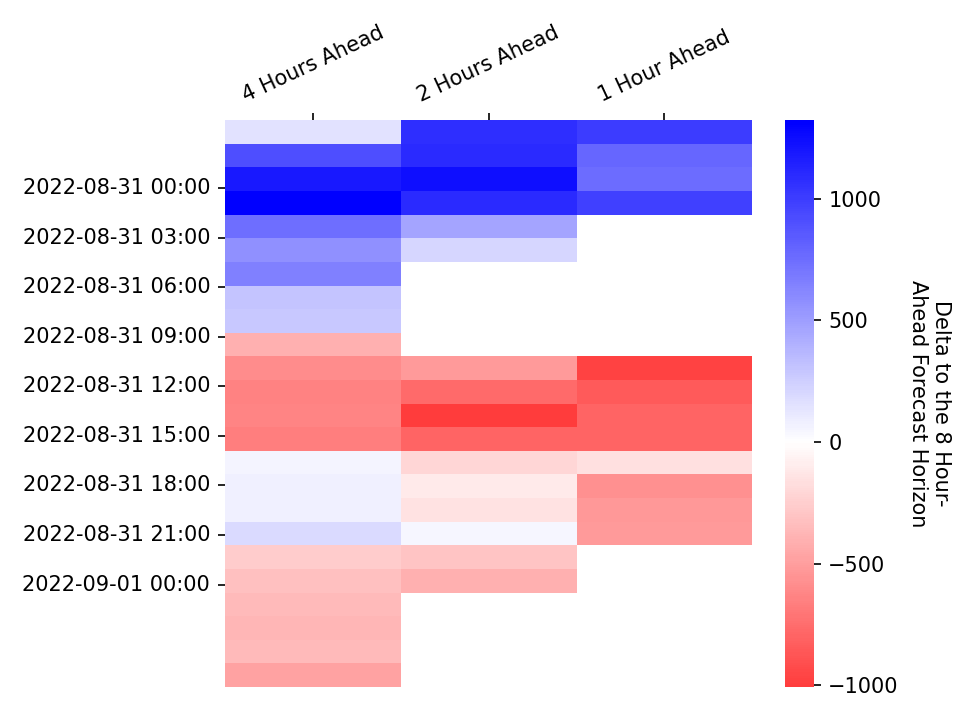 4 Hours Ahead
2 Hours Ahead
1 Hour Ahead
2022-08-31 00:00
2022-08-31 03:00
2022-08-31 06:00
2022-08-31 09:00
2022-08-31 12:00
2022-08-31 15:00
2022-08-31 18:00
2022-08-31 21:00
2022-09-01 00:00
1000
500
0
−500
−1000
Delta to the 8 Hour-
Ahead Forecast Horizon